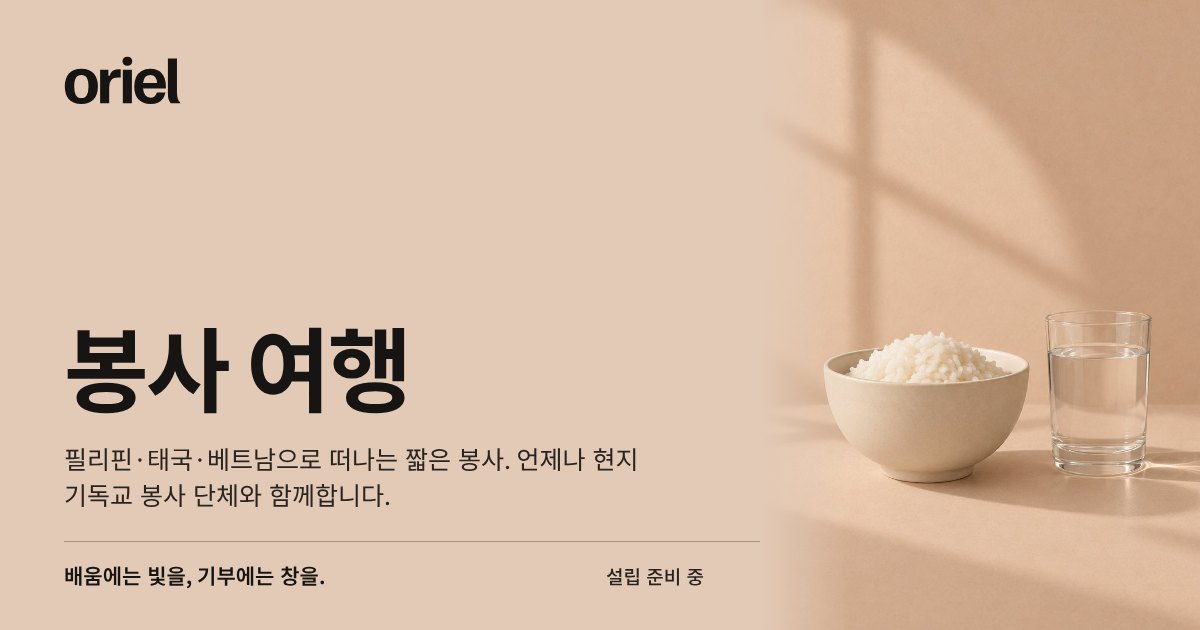 oriel
봉사 여행
필리핀·태국·베트남으로 떠나는 짧은 봉사. 언제나 현지
기독교 봉사 단체와 함께합니다.
배움에는 빛을, 기부에는 창을.
설립 준비 중